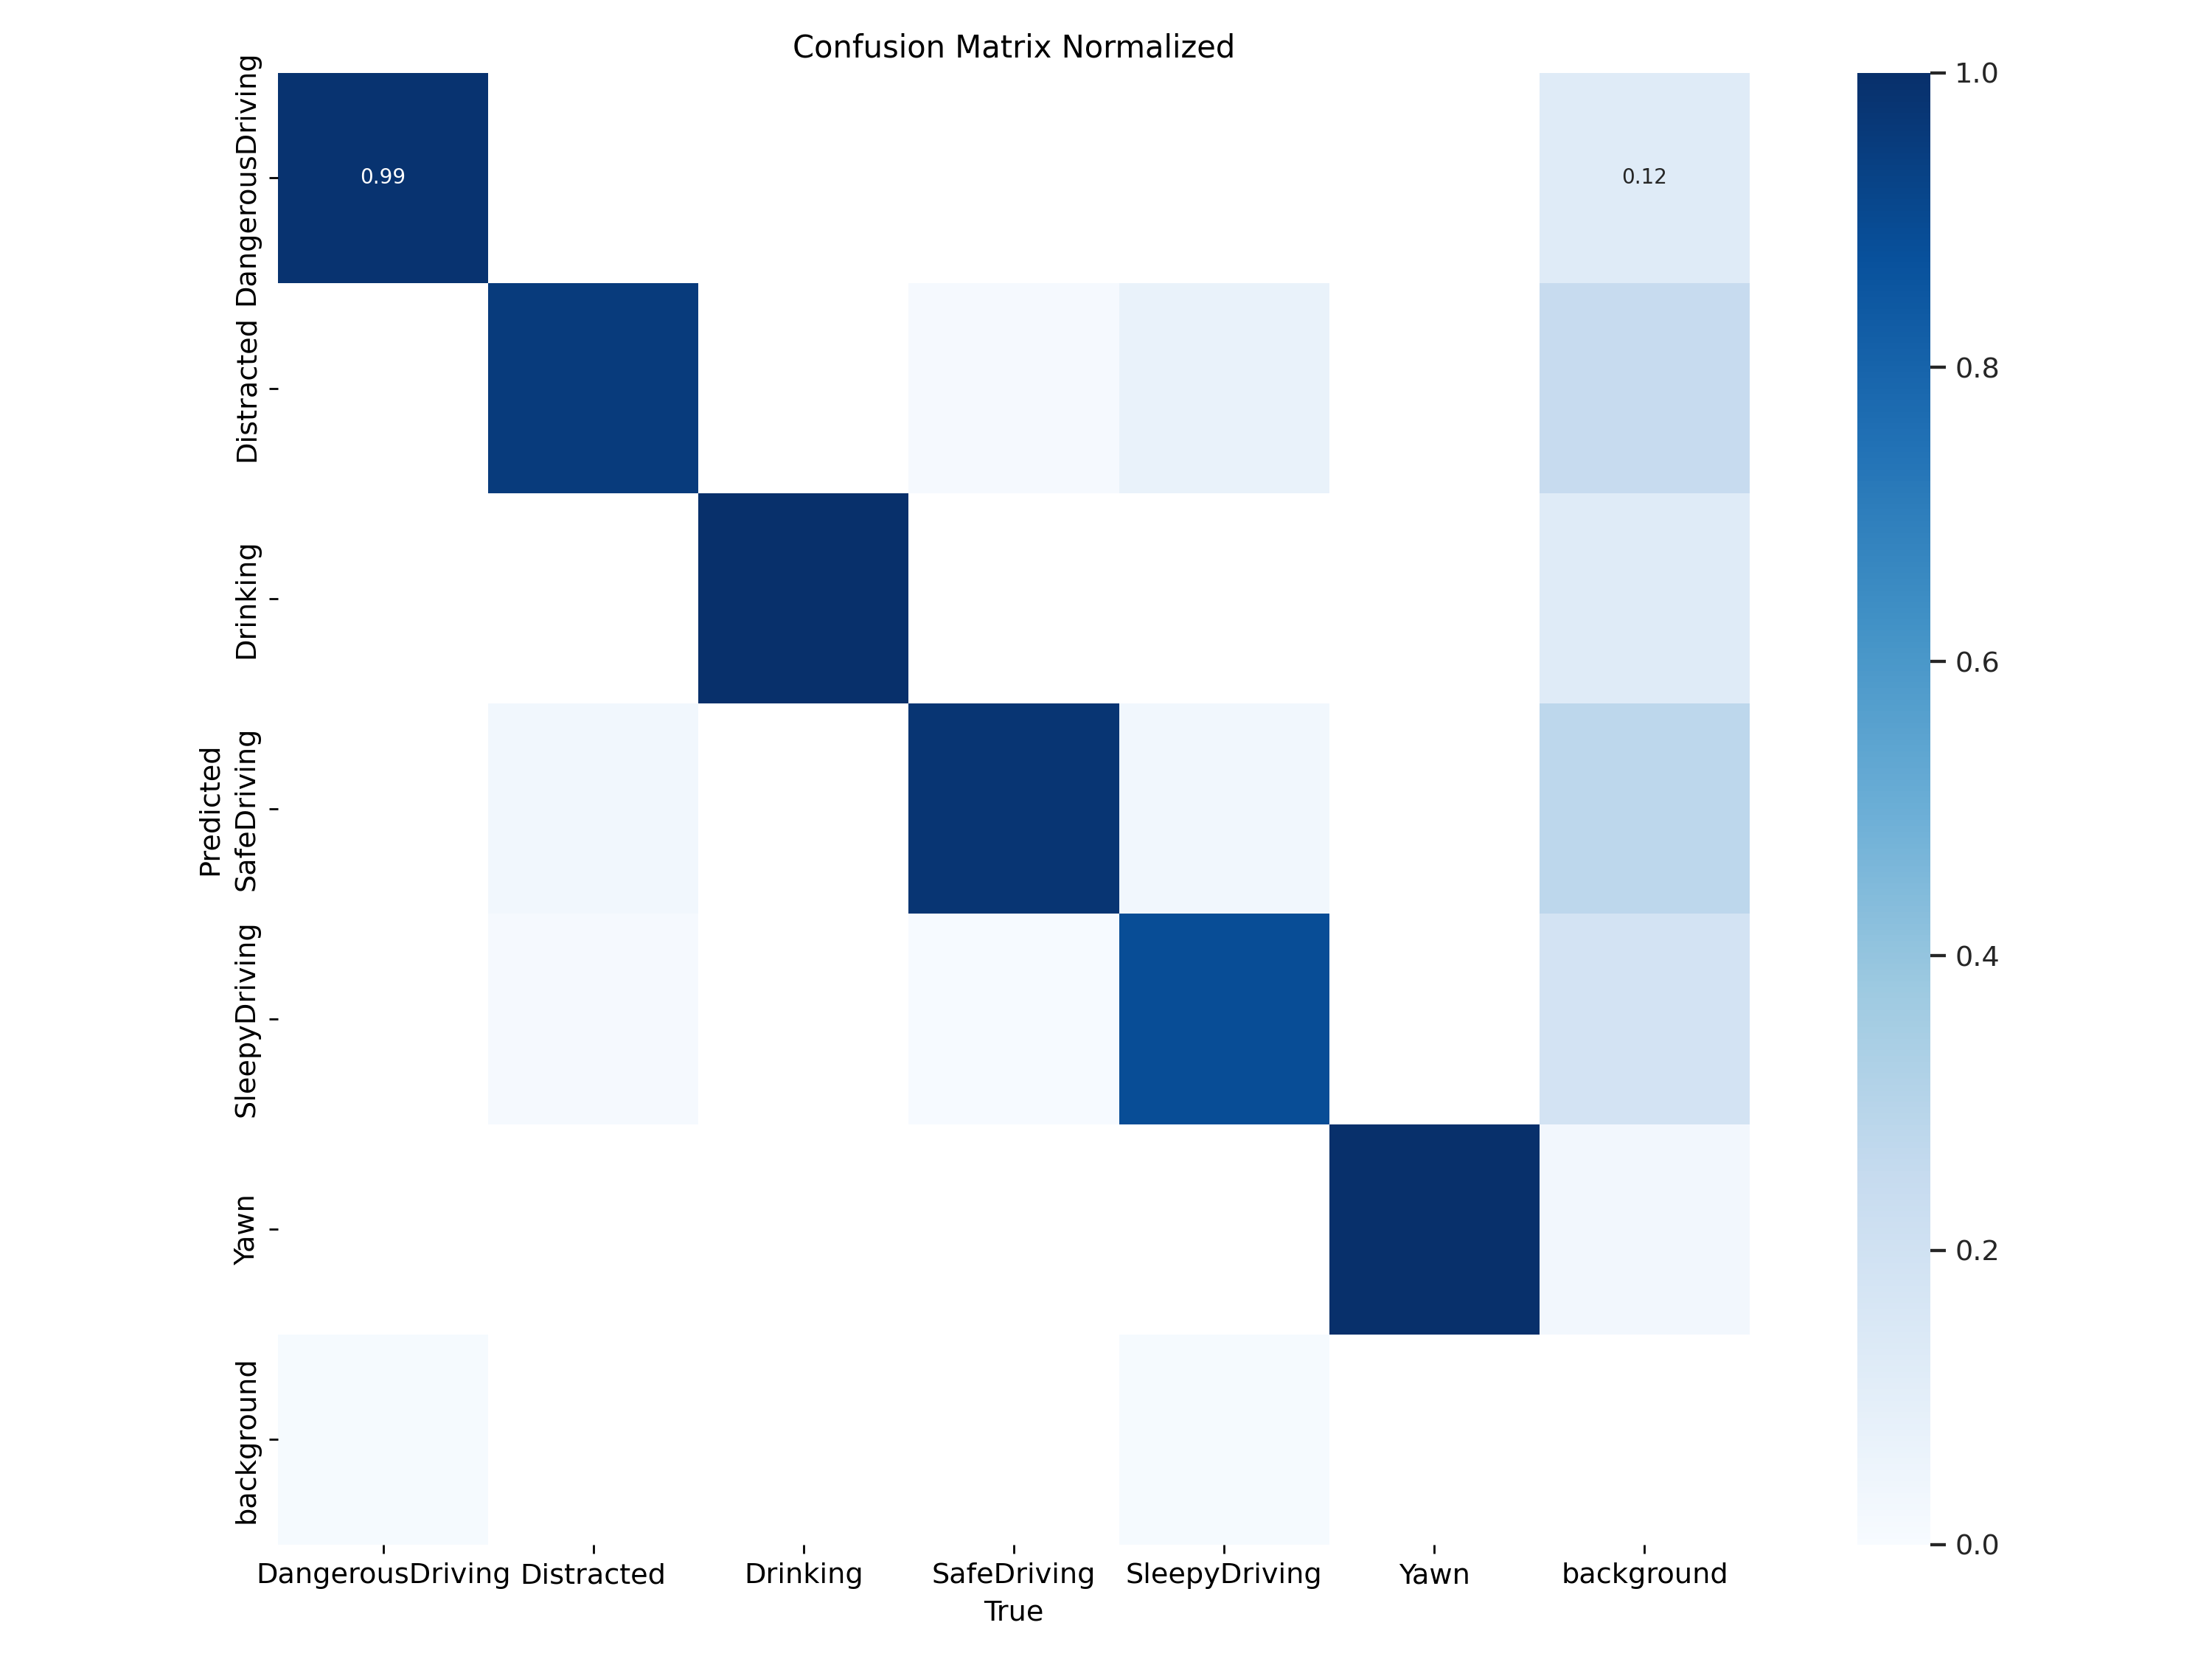 Confusion Matrix Normalized
DangerousDriving
Distracted
Drinking
SafeDriving
SleepyDriving
Yawn
background
Predicted
0.99
0.12
1.0
0.8
0.6
0.4
0.2
0.0
DangerousDriving Distracted Drinking SafeDriving SleepyDriving Yawn background
True